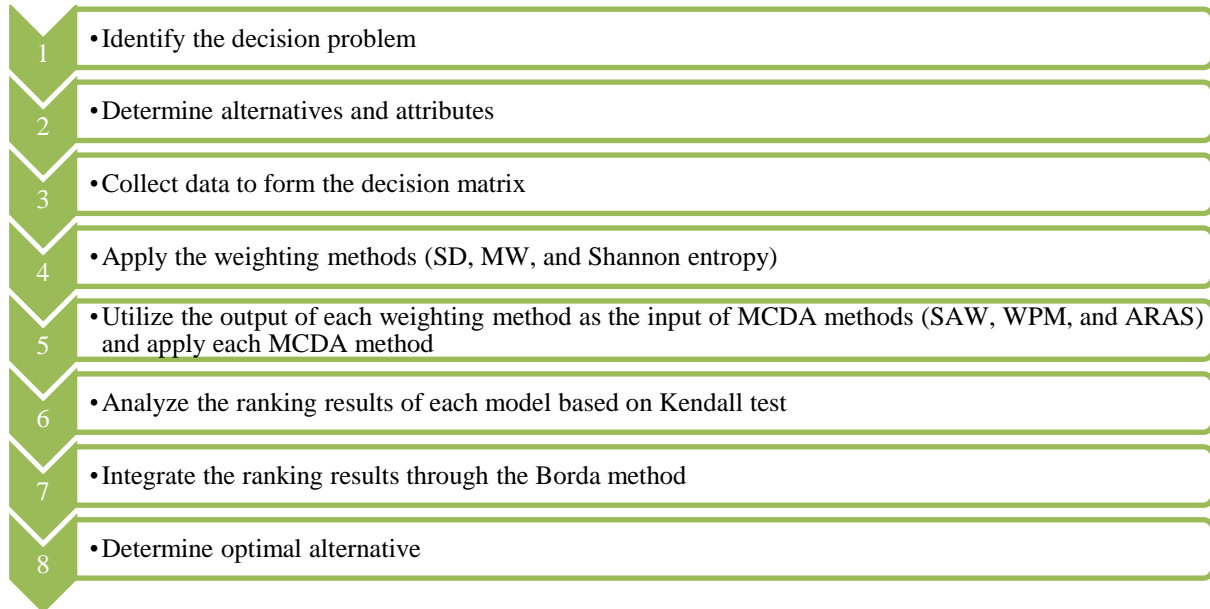 1
•Identify the decision problem
2
•Determine alternatives and attributes
3
•Collect data to form the decision matrix
4
•Apply the weighting methods (SD, MW, and Shannon entropy)
5
•Utilize the output of each weighting method as the input of MCDA methods (SAW, WPM, and ARAS)
and apply each MCDA method
6
•Analyze the ranking results of each model based on Kendall test
7
•Integrate the ranking results through the Borda method
8
•Determine optimal alternative